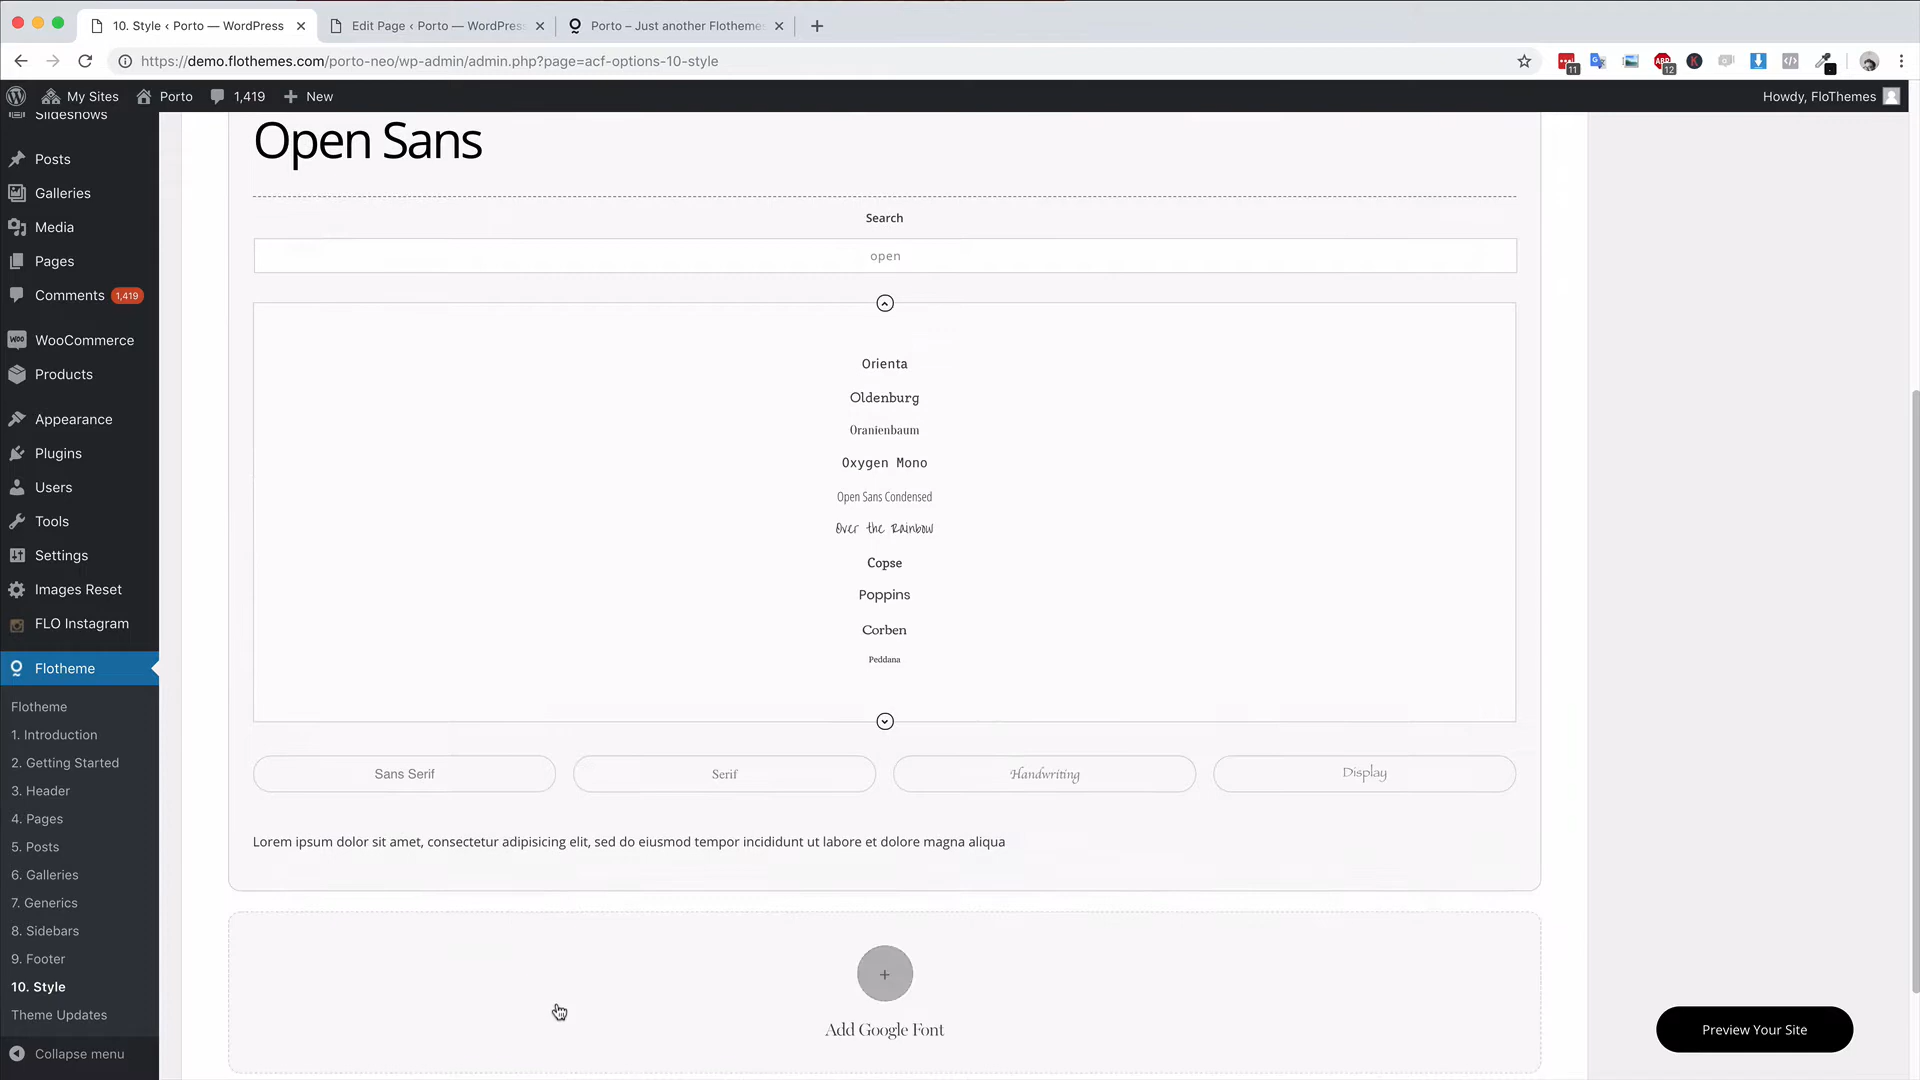 10. Style ‹ Porto — WordPress
Edit Page ‹ Porto — WordPress
Porto – Just another Flothemes
https://demo.flothemes.com/porto-neo/wp-admin/admin.php?page=acf-options-10-style
11
12
My Sites
Porto
1,419
New
Howdy, FloThemes
Slideshows
Posts
Galleries
Media
Pages
Comments 1,419
WooCommerce
Products
Appearance
Plugins
Users
Tools
Settings
Images Reset
FLO Instagram
Flotheme
Flotheme
1. Introduction
2. Getting Started
3. Header
4. Pages
5. Posts
6. Galleries
7. Generics
8. Sidebars
9. Footer
10. Style
Theme Updates
Collapse menu
Open Sans
Search
open
Orienta
Oldenburg
Oranienbaum
Oxygen Mono
Open Sans Condensed
Over the Rainbow
Copse
Poppins
Corben
Peddana
Sans Serif
Serif
Handwriting
Display
Lorem ipsum dolor sit amet, consectetur adipisicing elit, sed do eiusmod tempor incididunt ut labore et dolore magna aliqua
Add Google Font
Preview Your Site